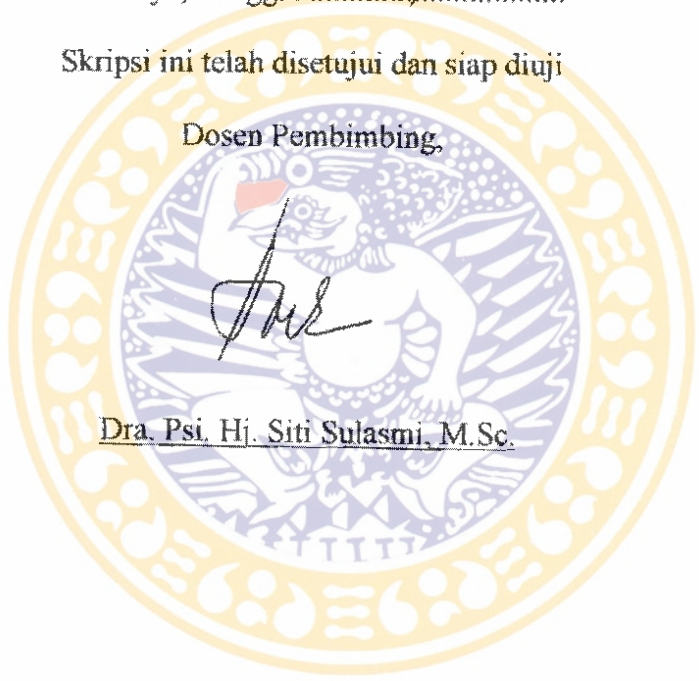 Skripsi ini telah disetujui dan siap diuji
Dosen Pembimbing,
Dra. Psi. Hj. Siti Sulasmi, M.Sc.